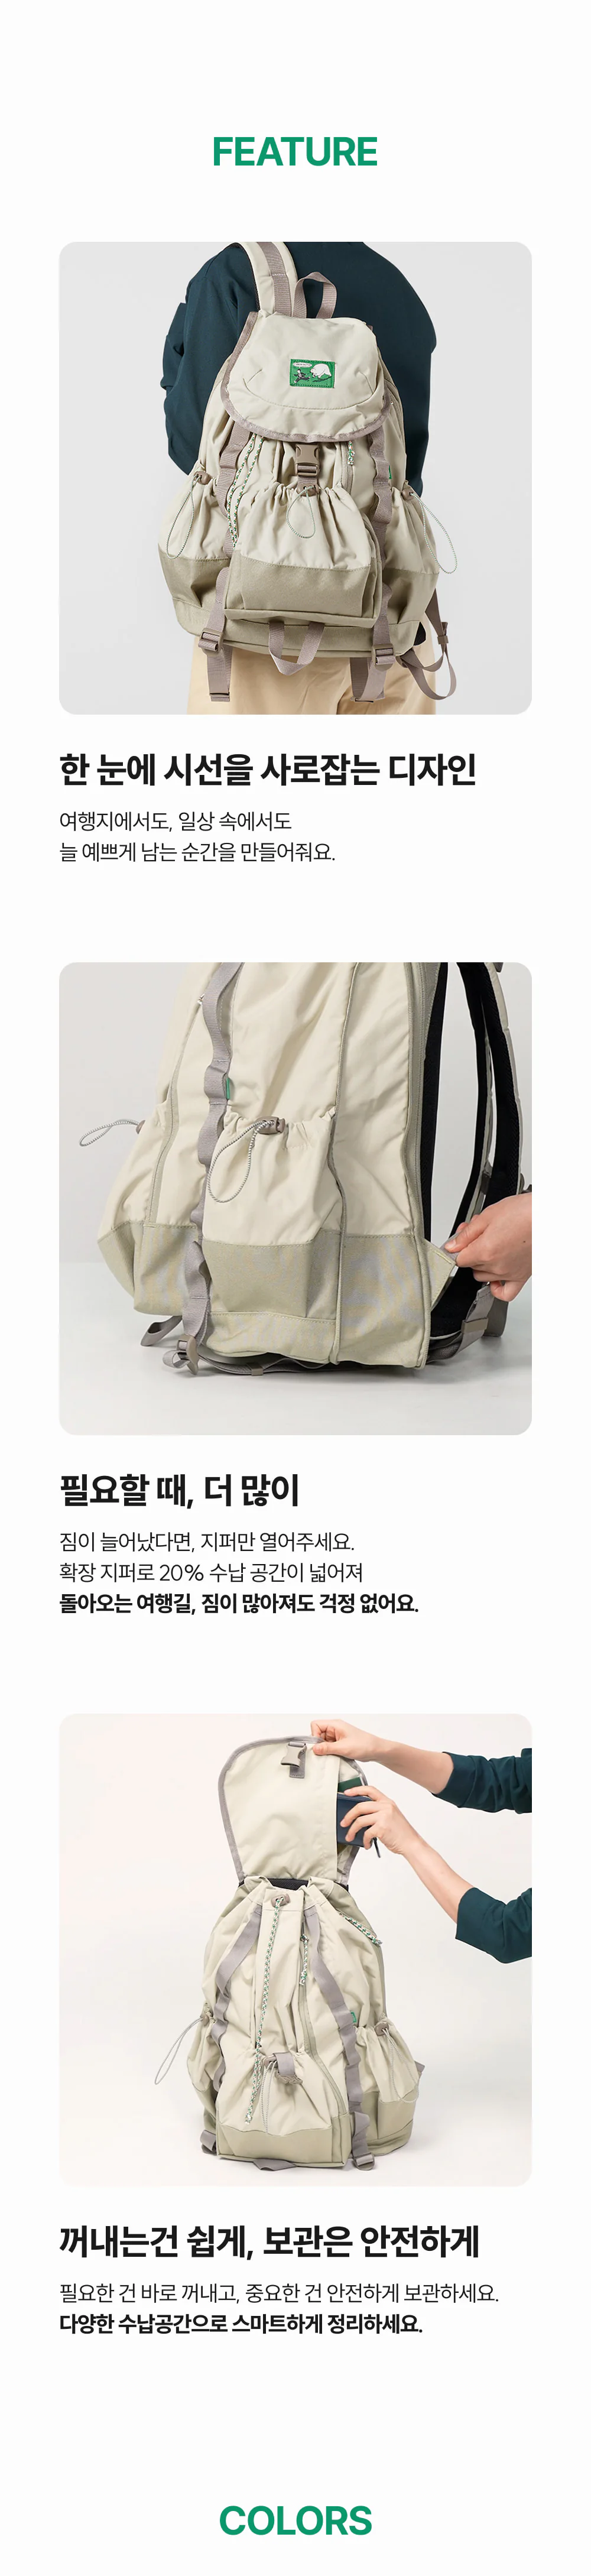 FEATURE
한 눈에 시선을 사로잡는 디자인
여행지에서도, 일상 속에서도
늘 예쁘게 남는 순간을 만들어줘요.
필요할 때, 더 많이
짐이 늘어났다면, 지퍼만 열어주세요.
확장 지퍼로 20% 수납 공간이 넓어져
돌아오는 여행길, 짐이 많아져도 걱정 없어요.
꺼내는건 쉽게, 보관은 안전하게
필요한 건 바로 꺼내고, 중요한 건 안전하게 보관하세요.
다양한 수납공간으로 스마트하게 정리하세요.
COLORS